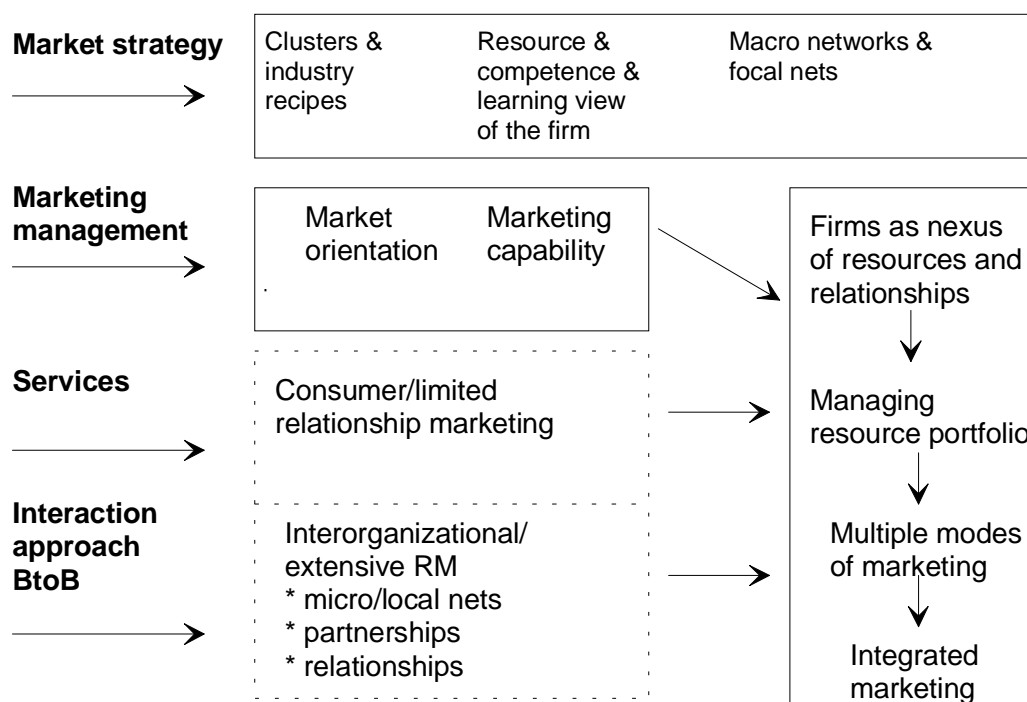 Market strategy
Clusters &
industry
recipes
Resource &
competence &
learning view
of the firm
Macro networks &
focal nets
Marketing
management
Market
orientation
Marketing
capability
.
Firms as nexus
of resources and
relationships
Services
Consumer/limited
relationship marketing
Managing
resource portfolio
Interaction
approach
BtoB
Interorganizational/
extensive RM
* micro/local nets
* partnerships
* relationships
Multiple modes
of marketing
Integrated
marketing